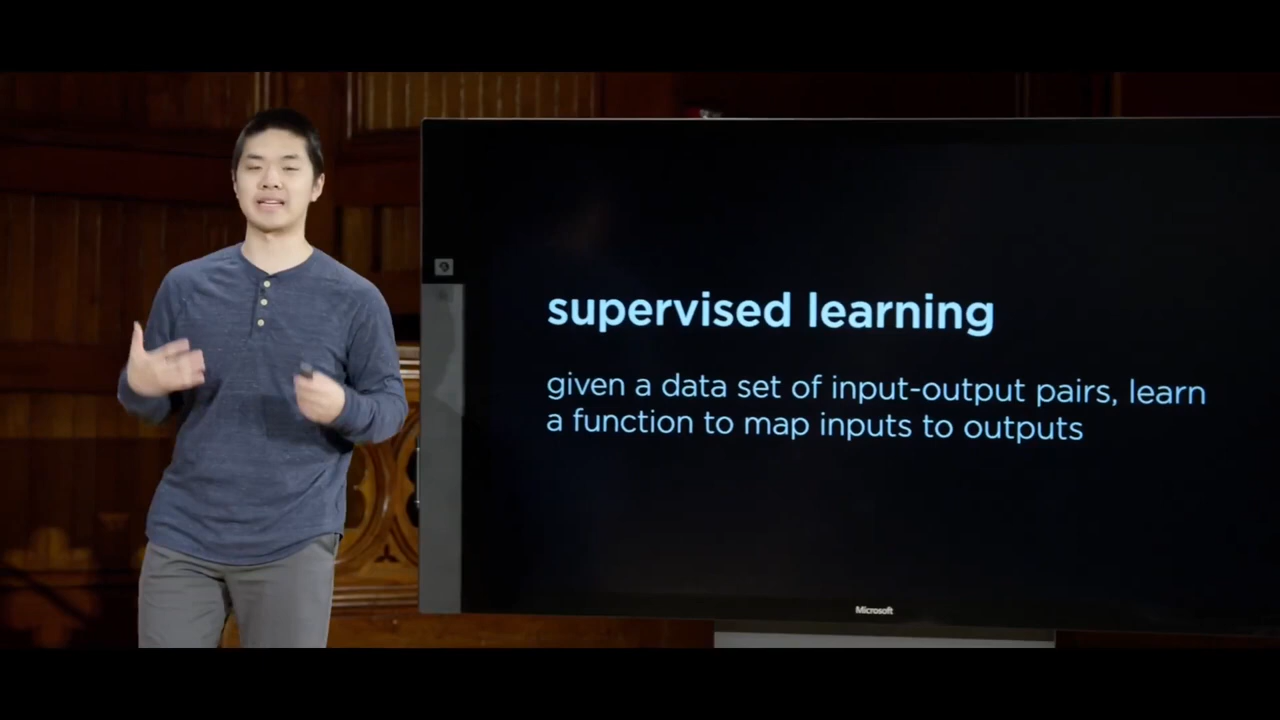 supervised learning
given a data set of input-output pairs, learn
a function to map inputs to outputs
Microsoft